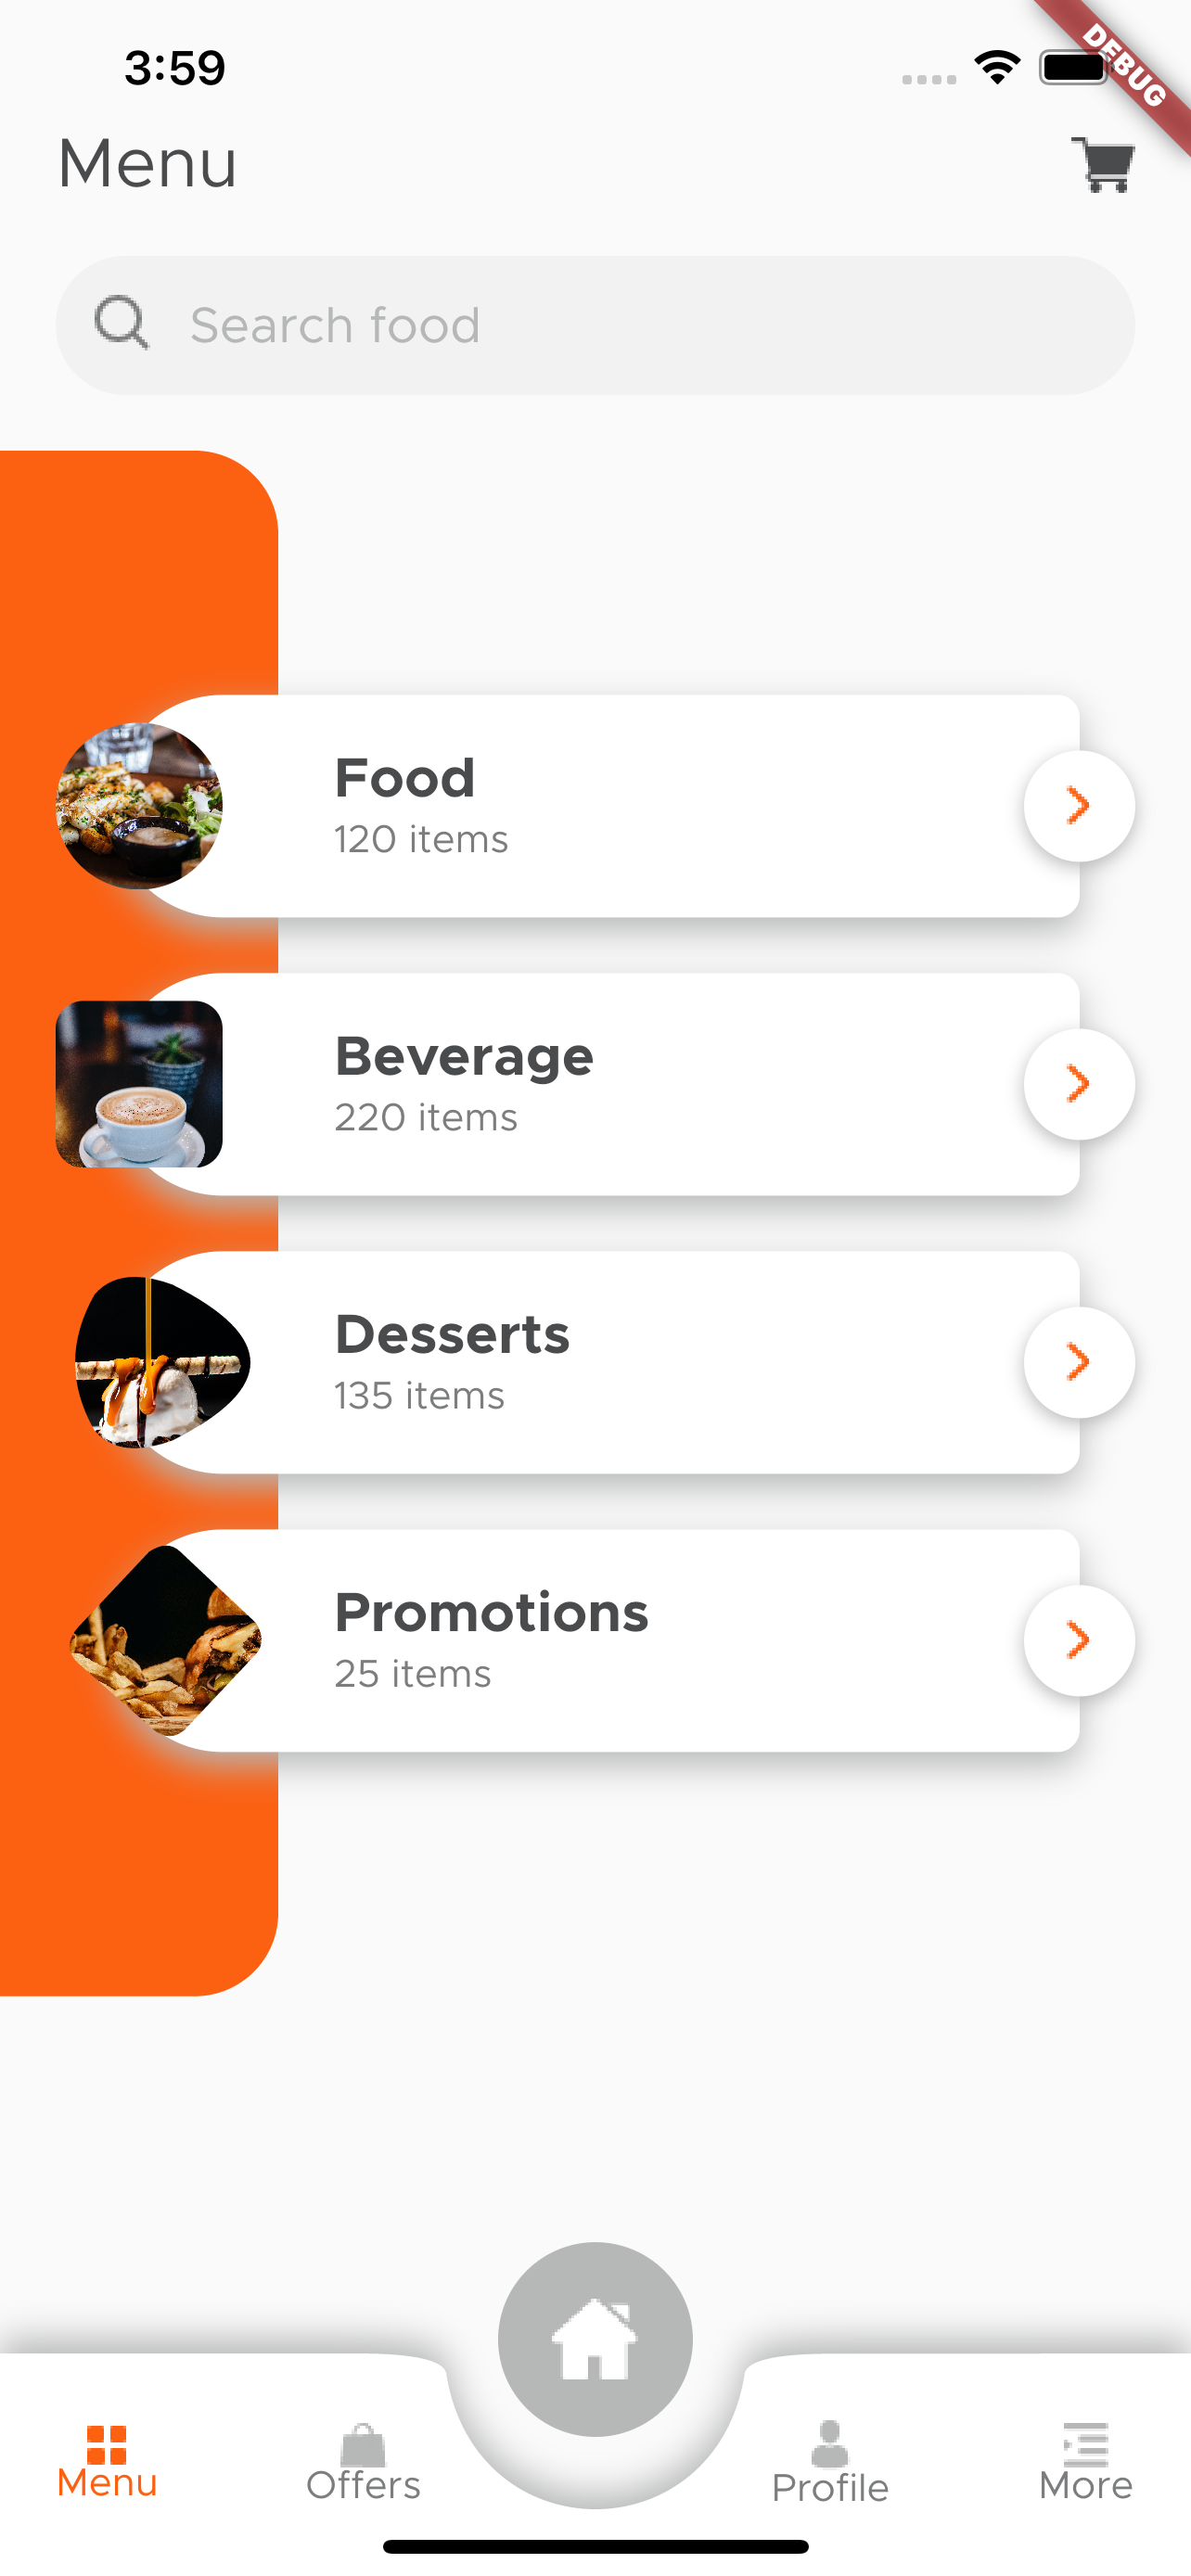 3:59
DEBUG
Menu
Search food
Food
120 items
Beverage
220 items
Desserts
135 items
Promotions
25 items
Menu
Offers
Profile
More